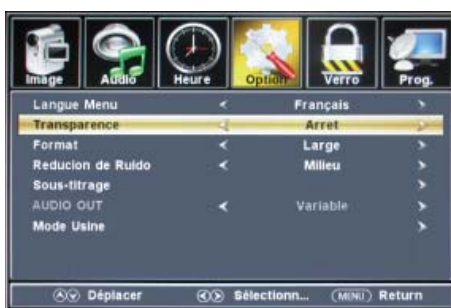 Image Audio Heure Option Verro Prog.
Langue Menu Français
Transparence Arret
Format Large
Reducion de Ruido Milieu
Sous-titrage
AUDIO OUT Variable
Mode Usine
Déplacer Sélectionn... MENU Return